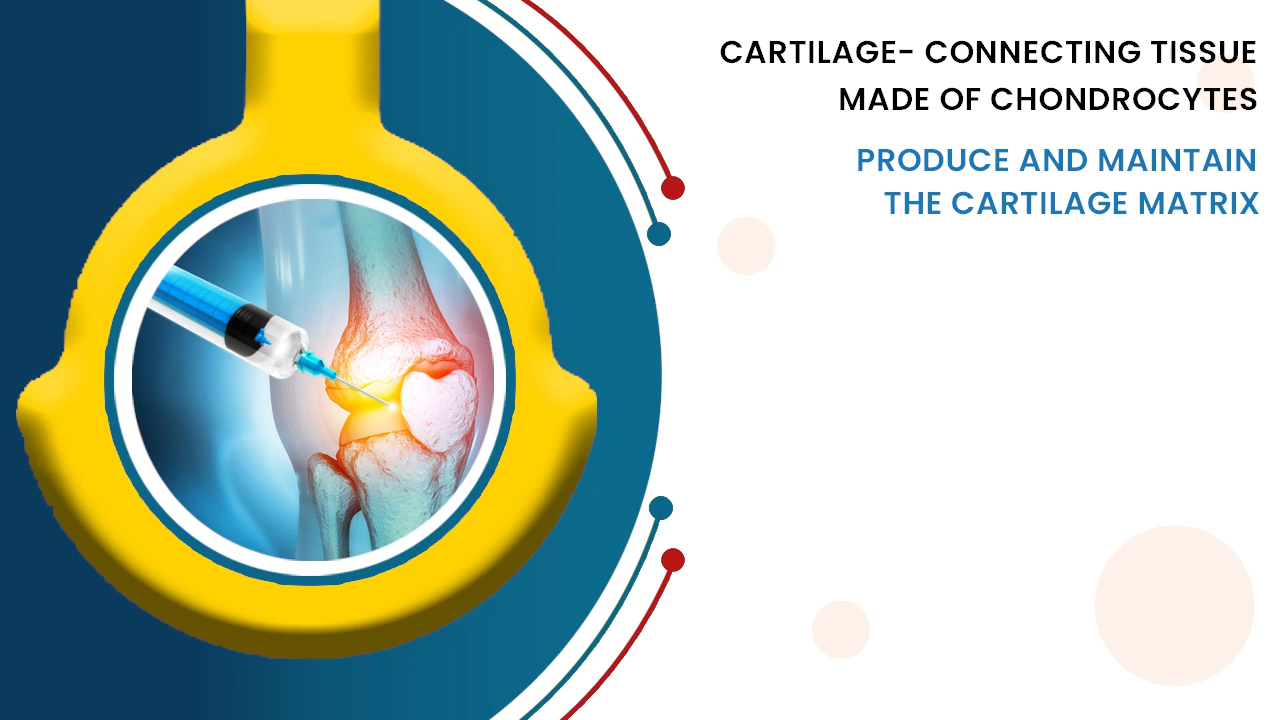 CARTILAGE- CONNECTING TISSUE
MADE OF CHONDROCYTES
PRODUCE AND MAINTAIN
THE CARTILAGE MATRIX